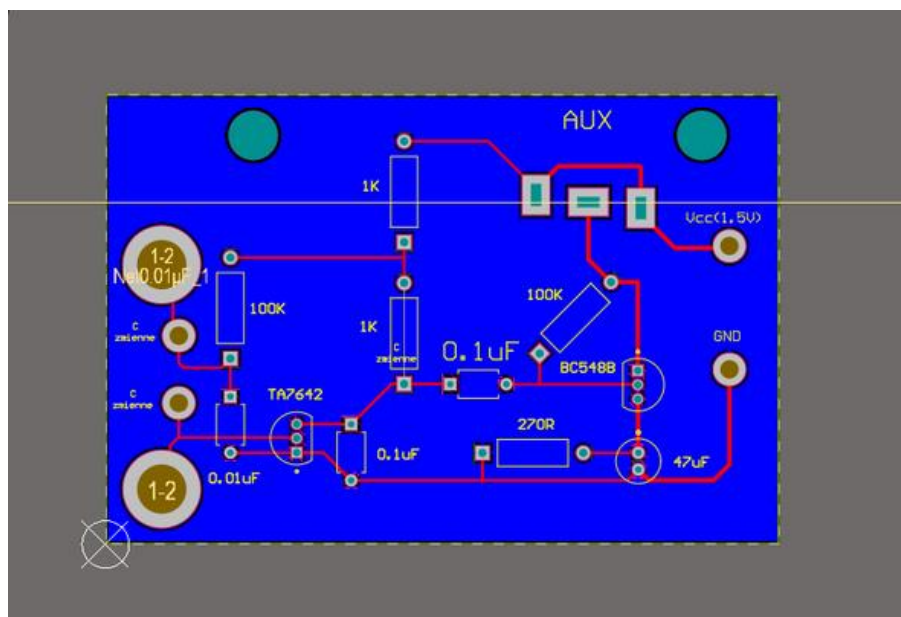 AUX
1K
Vcc(1.5V)
1-2
Net0.01µF_1
100K
100K
1K
C
zmienne
C
zmienne
0.1uF
GND
BC548B
C
zmienne
TA7642
270R
0.1uF
47uF
0.01uF
1-2